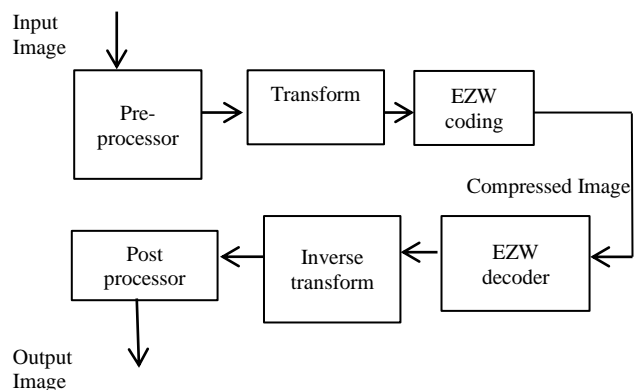 Input
Image
Pre-
processor
Transform
EZW
coding
Compressed Image
Post
processor
Inverse
transform
EZW
decoder
Output
Image